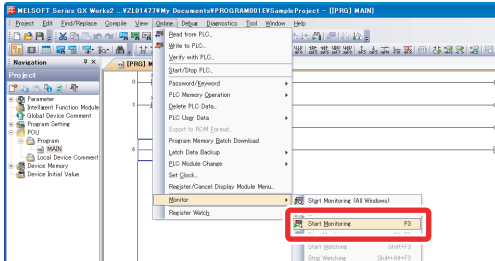 MELSOFT Series GX Works2 ...¥ZL01477¥My Documents¥PROGRAM001E¥SampleProject - [[PRG] MAIN]
Project Edit Find/Replace Compile View Online Debug Diagnostics Tool Window Help
Navigation
[PRG] M
Project
Parameter
Intelligent Function Module
Global Device Comment
Program Setting
POU
Program
MAIN
Local Device Comment
Device Memory
Device Initial Value
0
3
6
Read from PLC...
Write to PLC...
Verify with PLC...
Start/Stop PLC...
Password/Keyword
PLC Memory Operation
Delete PLC Data...
PLC User Data
Export to ROM Format...
Program Memory Batch Download
Latch Data Backup
PLC Module Change
Set Clock...
Register/Cancel Display Module Menu...
Monitor
Register Watch
Start Monitoring (All Windows)
Start Monitoring F3
Start Watching Shift+F3
Stop Watching Shift+Alt+F3